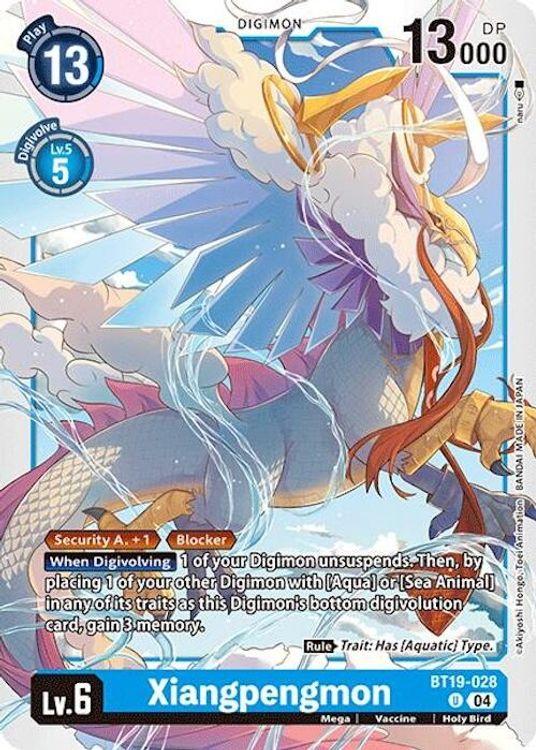 DIGIMON
Play
13
DP
13000
Digivolve
Lv.5
5
naru
Security A. +1 Blocker
When Digivolving 1 of your Digimon unsuspends. Then, by
placing 1 of your other Digimon with [Aqua] or [Sea Animal]
in any of its traits as this Digimon's bottom digivolution
card, gain 3 memory.
Rule Trait: Has [Aquatic] Type.
©Akiyoshi Hongo, Toei Animation BANDAI MADE IN JAPAN
BT19-028
Lv.6 Xiangpengmon
U 04
Mega Vaccine Holy Bird